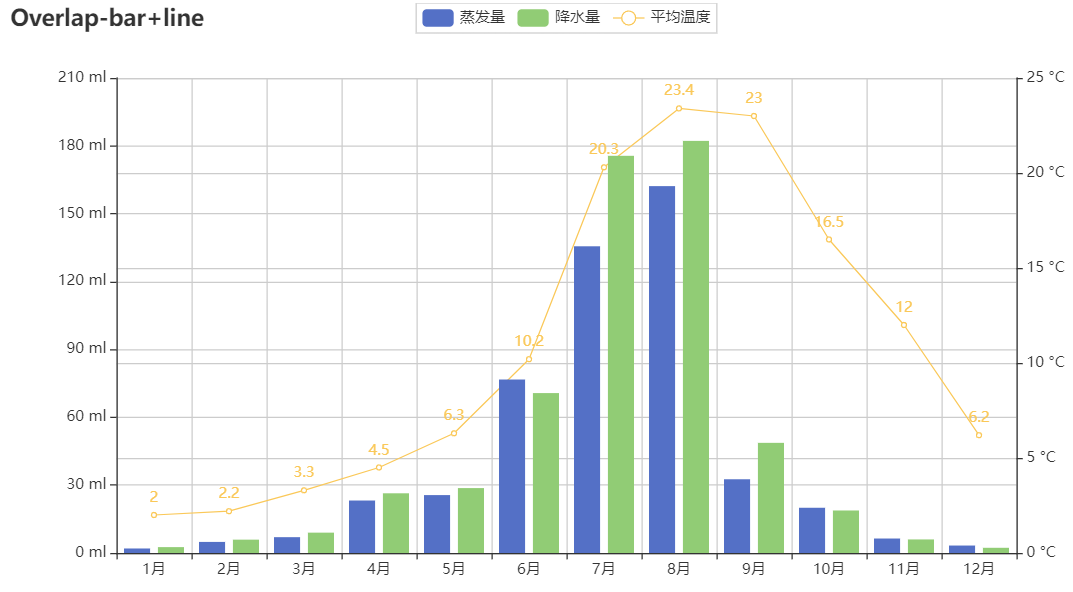 Overlap-bar+line
蒸发量 降水量 平均温度
210 ml
180 ml
150 ml
120 ml
90 ml
60 ml
30 ml
0 ml
25 °C
20 °C
15 °C
10 °C
5 °C
0 °C
2
2.2
3.3
4.5
6.3
10.2
20.3
23.4
23
16.5
12
6.2
1月 2月 3月 4月 5月 6月 7月 8月 9月 10月 11月 12月